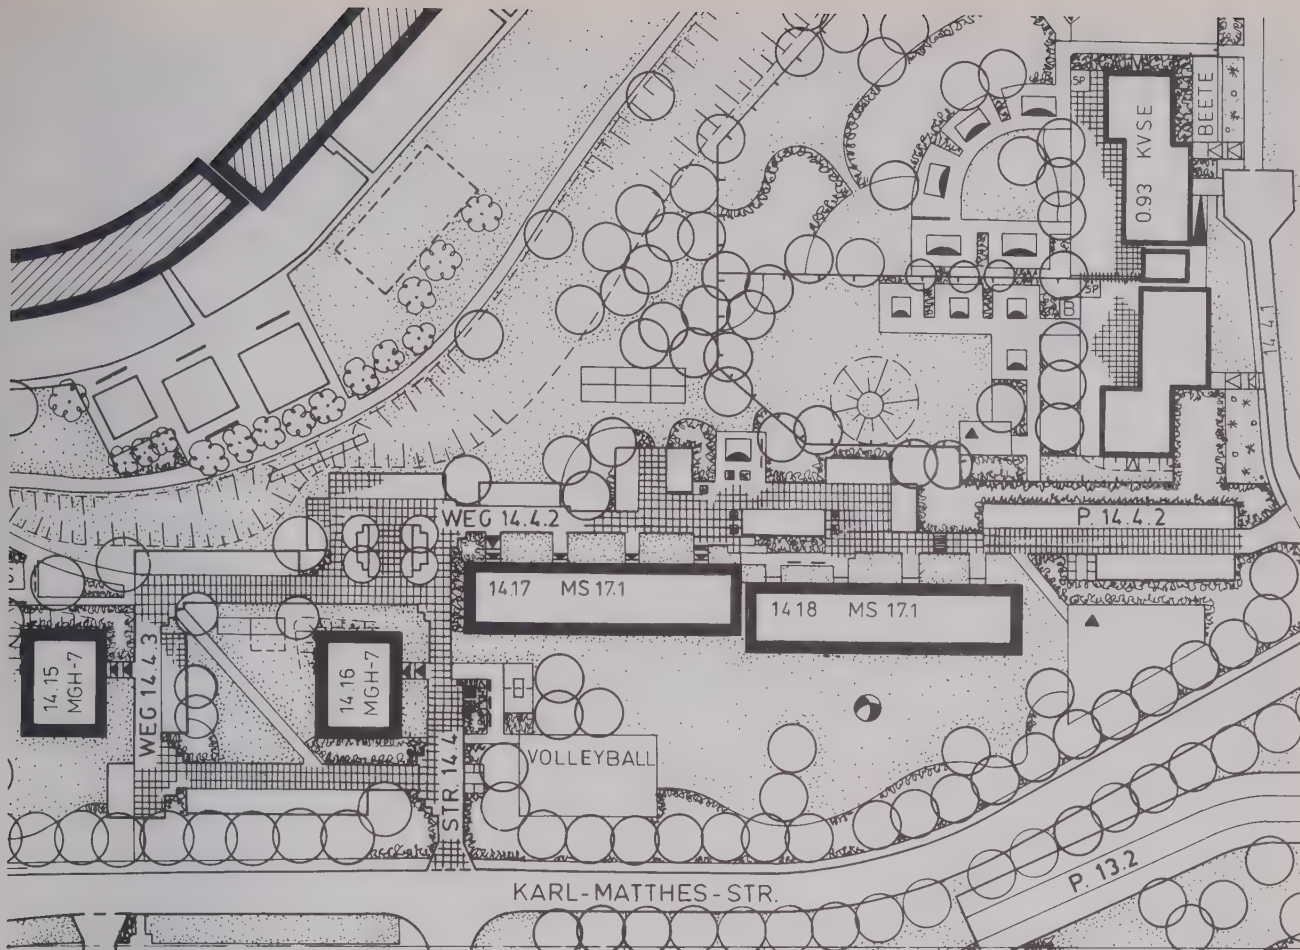 SP
BEETE
0.93 KVSE
SP
B
14.4.1
WEG 14.4.2
P. 14.4.2
14.17 MS 17.1
14.18 MS 17.1
14.15
MGH-7
WEG 14.4.3
14.16
MGH-7
STR. 14.4
VOLLEYBALL
KARL-MATTHES-STR.
P. 13.2